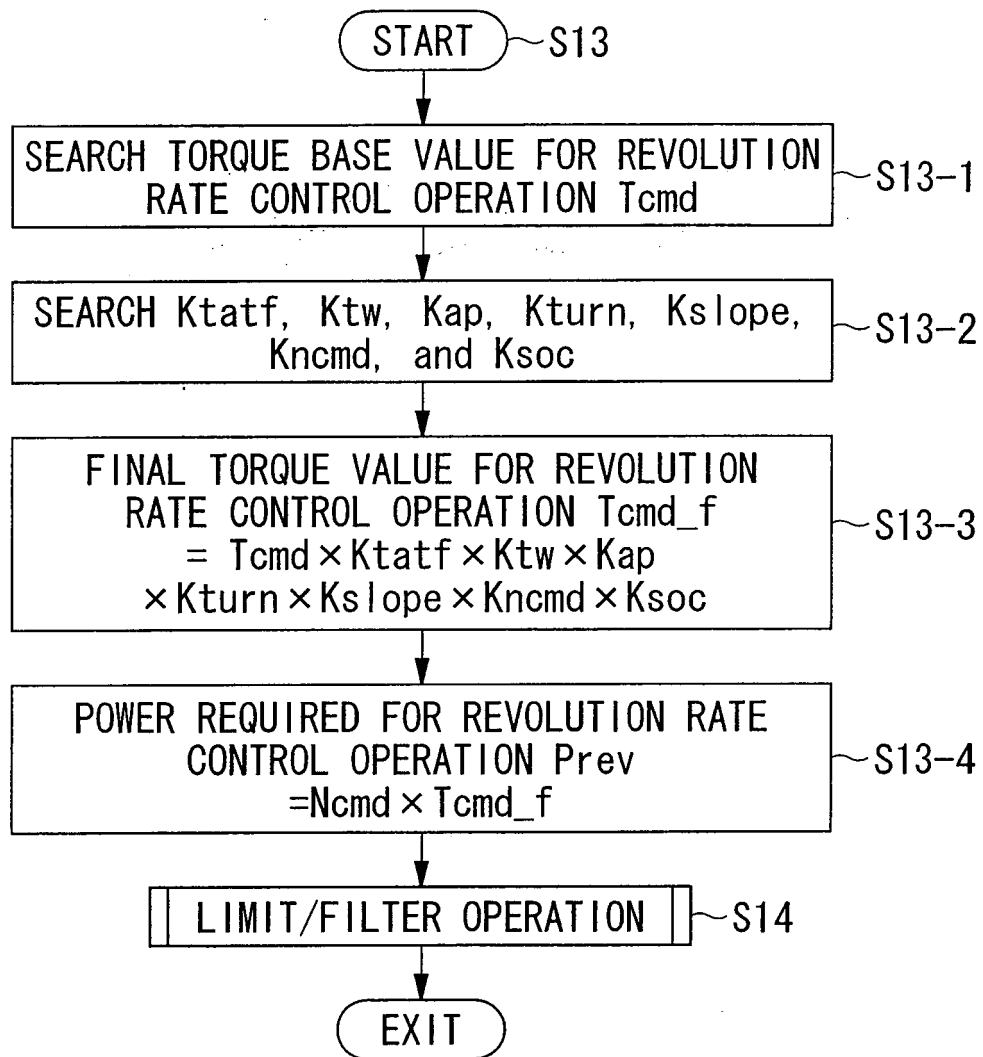 START S13
SEARCH TORQUE BASE VALUE FOR REVOLUTION
RATE CONTROL OPERATION Tcmd
S13-1
SEARCH Ktatf, Ktw, Kap, Kturn, Kslope,
Kncmd, and Ksoc
S13-2
FINAL TORQUE VALUE FOR REVOLUTION
RATE CONTROL OPERATION Tcmd_f
= Tcmd×Ktatf×Ktw×Kap
×Kturn×Kslope×Kncmd×Ksoc
S13-3
POWER REQUIRED FOR REVOLUTION RATE
CONTROL OPERATION Prev
=Ncmd×Tcmd_f
S13-4
LIMIT/FILTER OPERATION S14
EXIT